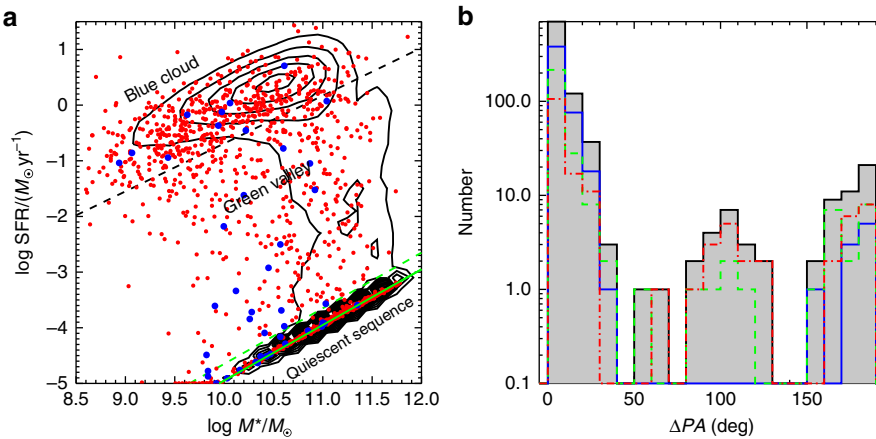 a
b
log SFR/(M⊙ yr⁻¹)
1
0
−1
−2
−3
−4
−5
Blue cloud
Green valley
Quiescent sequence
8.5 9.0 9.5 10.0 10.5 11.0 11.5 12.0
log M*/M⊙
Number
100.0
10.0
1.0
0.1
0 50 100 150
ΔPA (deg)